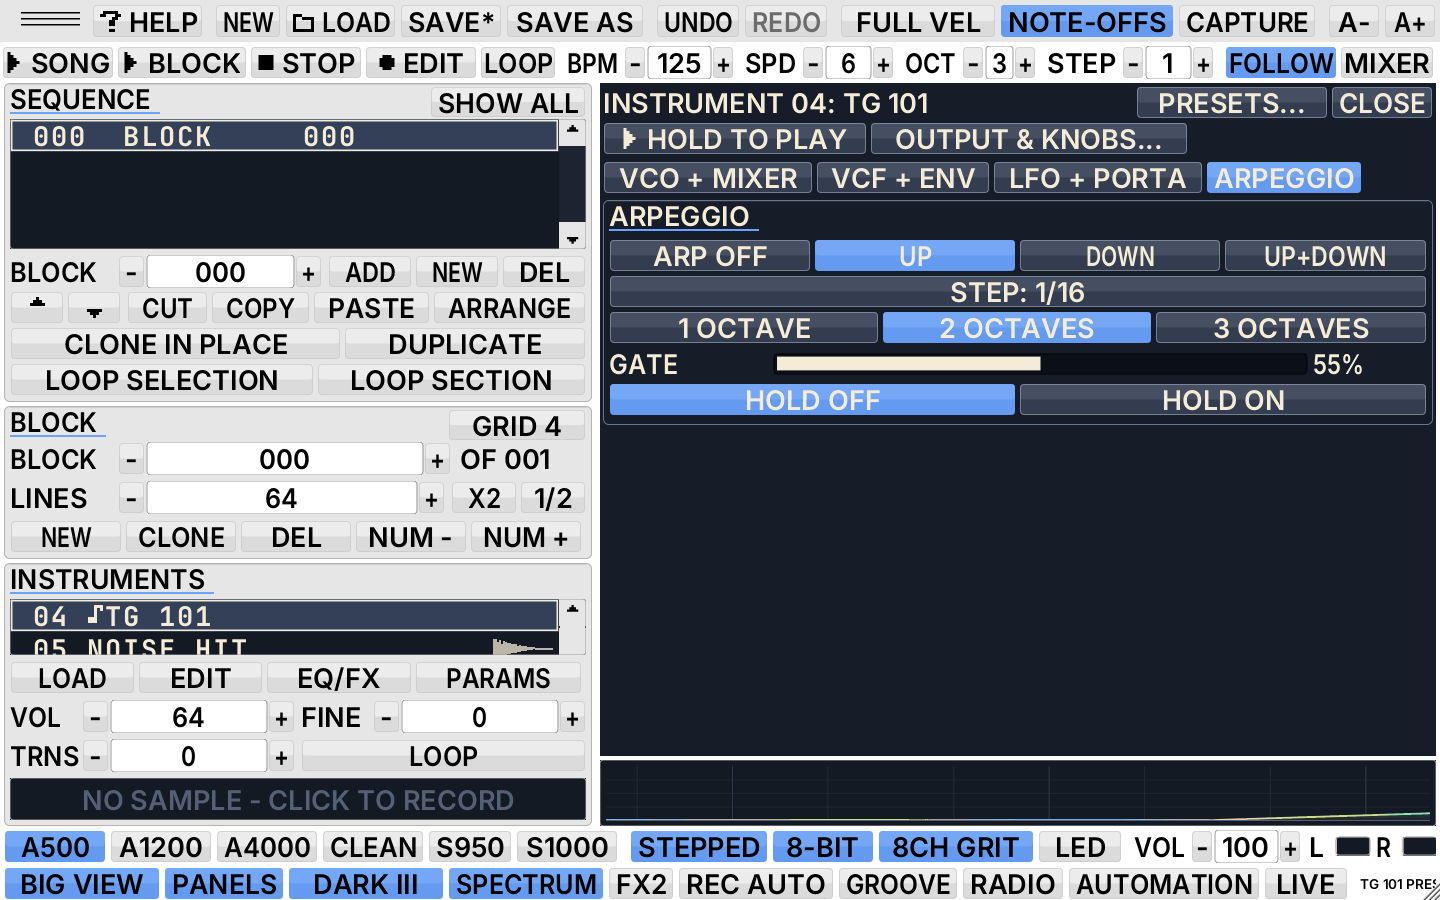 HELP NEW LOAD SAVE* SAVE AS UNDO REDO FULL VEL NOTE-OFFS CAPTURE A- A+
SONG BLOCK STOP EDIT LOOP BPM - 125 + SPD - 6 + OCT - 3 + STEP - 1 + FOLLOW MIXER
SEQUENCE SHOW ALL
000 BLOCK 000
BLOCK - 000 + ADD NEW DEL
CUT COPY PASTE ARRANGE
CLONE IN PLACE DUPLICATE
LOOP SELECTION LOOP SECTION
BLOCK GRID 4
BLOCK - 000 + OF 001
LINES - 64 + X2 1/2
NEW CLONE DEL NUM - NUM +
INSTRUMENTS
04 ♪TG 101
05 NOISE HIT
LOAD EDIT EQ/FX PARAMS
VOL - 64 + FINE - 0 +
TRNS - 0 + LOOP
NO SAMPLE - CLICK TO RECORD
INSTRUMENT 04: TG 101 PRESETS... CLOSE
HOLD TO PLAY OUTPUT & KNOBS...
VCO + MIXER VCF + ENV LFO + PORTA ARPEGGIO
ARPEGGIO
ARP OFF UP DOWN UP+DOWN
STEP: 1/16
1 OCTAVE 2 OCTAVES 3 OCTAVES
GATE 55%
HOLD OFF HOLD ON
A500 A1200 A4000 CLEAN S950 S1000 STEPPED 8-BIT 8CH GRIT LED VOL - 100 + L R
BIG VIEW PANELS DARK III SPECTRUM FX2 REC AUTO GROOVE RADIO AUTOMATION LIVE TG 101 PRES